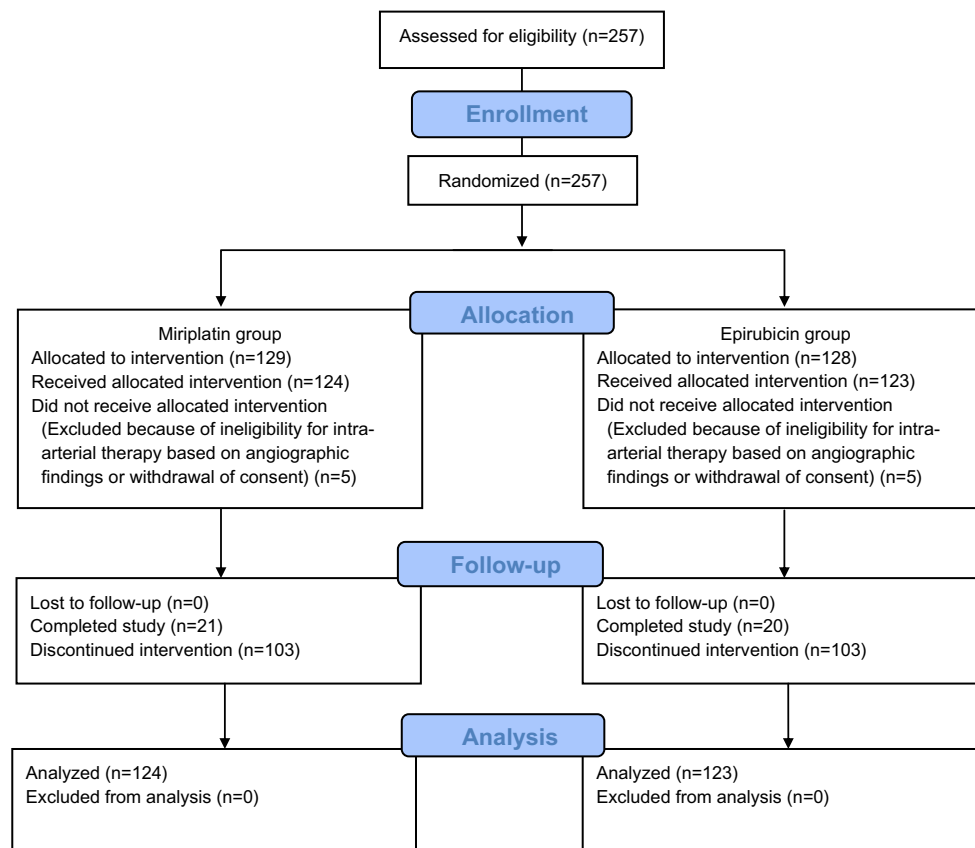 Assessed for eligibility (n=257)
Enrollment
Randomized (n=257)
Allocation
Miriplatin group
Allocated to intervention (n=129)
Received allocated intervention (n=124)
Did not receive allocated intervention
(Excluded because of ineligibility for intra-
arterial therapy based on angiographic
findings or withdrawal of consent) (n=5)
Epirubicin group
Allocated to intervention (n=128)
Received allocated intervention (n=123)
Did not receive allocated intervention
(Excluded because of ineligibility for intra-
arterial therapy based on angiographic
findings or withdrawal of consent) (n=5)
Follow-up
Lost to follow-up (n=0)
Completed study (n=21)
Discontinued intervention (n=103)
Lost to follow-up (n=0)
Completed study (n=20)
Discontinued intervention (n=103)
Analysis
Analyzed (n=124)
Excluded from analysis (n=0)
Analyzed (n=123)
Excluded from analysis (n=0)